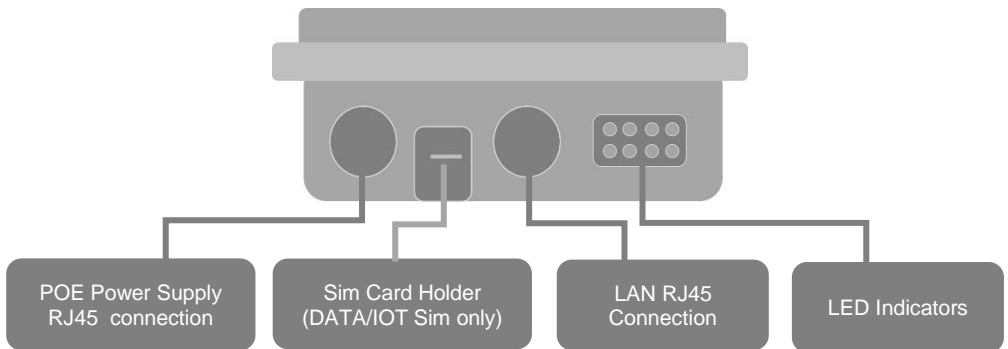 POE Power Supply
RJ45 connection
Sim Card Holder
(DATA/IOT Sim only)
LAN RJ45
Connection
LED Indicators